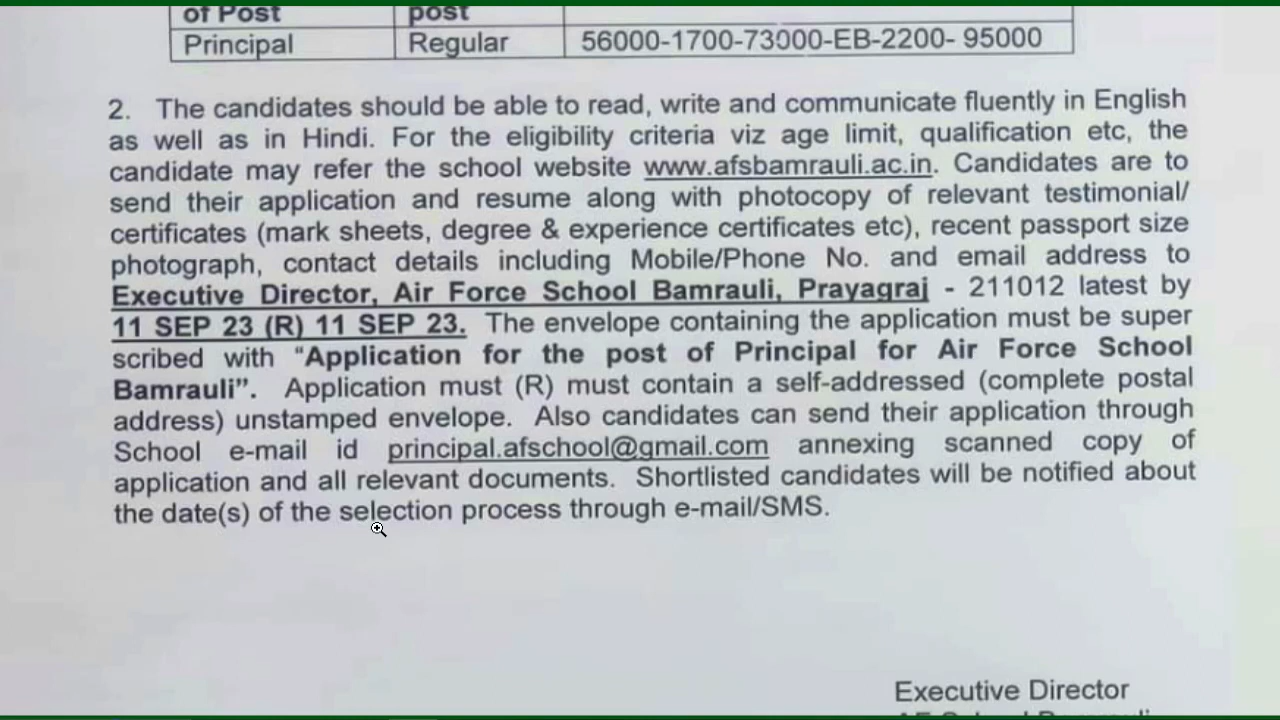 of Post post
Principal Regular 56000-1700-73000-EB-2200- 95000
2. The candidates should be able to read, write and communicate fluently in English
as well as in Hindi. For the eligibility criteria viz age limit, qualification etc, the
candidate may refer the school website www.afsbamrauli.ac.in. Candidates are to
send their application and resume along with photocopy of relevant testimonial/
certificates (mark sheets, degree & experience certificates etc), recent passport size
photograph, contact details including Mobile/Phone No. and email address to
Executive Director, Air Force School Bamrauli, Prayagraj - 211012 latest by
11 SEP 23 (R) 11 SEP 23. The envelope containing the application must be super
scribed with "Application for the post of Principal for Air Force School
Bamrauli”. Application must (R) must contain a self-addressed (complete postal
address) unstamped envelope. Also candidates can send their application through
School e-mail id principal.afschool@gmail.com annexing scanned copy of
application and all relevant documents. Shortlisted candidates will be notified about
the date(s) of the selection process through e-mail/SMS.
Executive Director